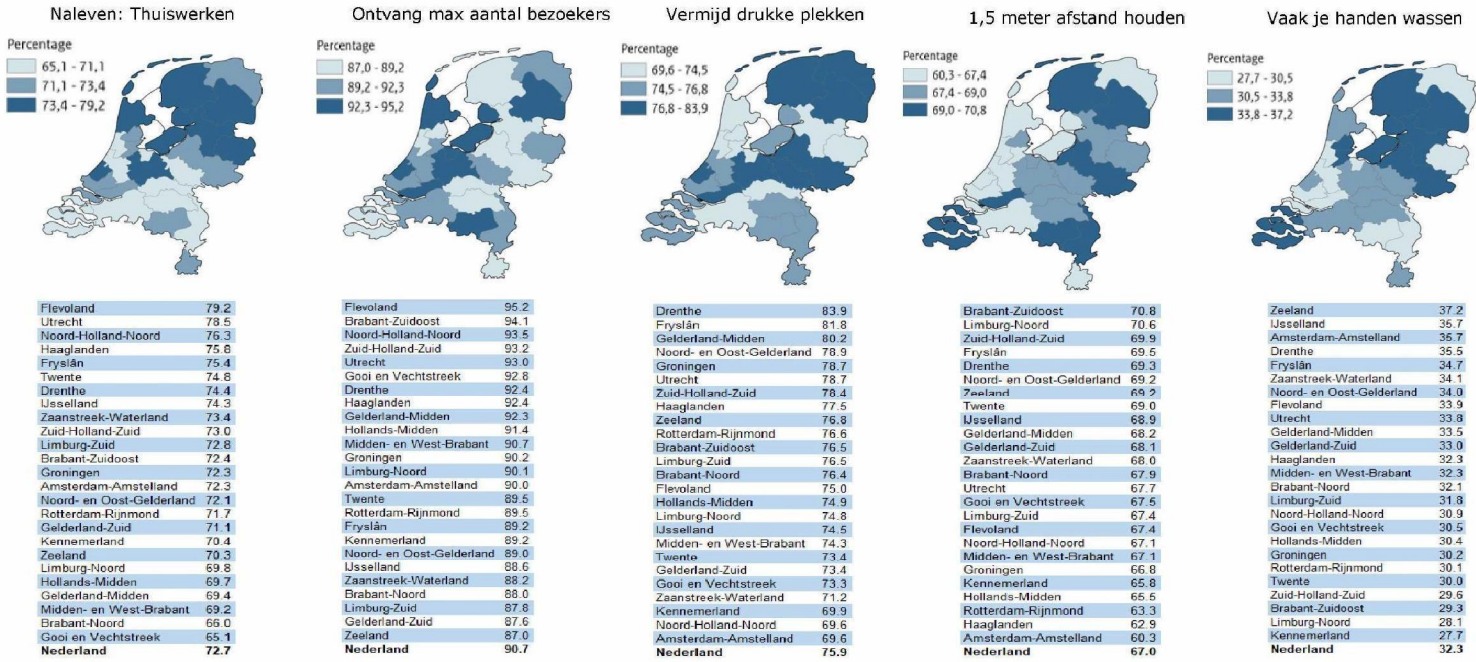 Naleven: Thuiswerken
Percentage
65,1 - 71,1
71,1 - 73,4
73,4 - 79,2
Flevoland 79.2
Utrecht 78.5
Noord-Holland-Noord 76.3
Haaglanden 75.8
Fryslân 75.4
Twente 74.8
Drenthe 74.4
IJsselland 74.3
Zaanstreek-Waterland 73.4
Zuid-Holland-Zuid 73.0
Limburg-Zuid 72.8
Brabant-Zuidoost 72.4
Groningen 72.3
Amsterdam-Amstelland 72.3
Noord- en Oost-Gelderland 72.1
Rotterdam-Rijnmond 71.7
Gelderland-Zuid 71.1
Kennemerland 70.4
Zeeland 70.3
Limburg-Noord 69.8
Hollands-Midden 69.7
Gelderland-Midden 69.4
Midden- en West-Brabant 69.2
Brabant-Noord 66.0
Gooi en Vechtstreek 65.1
Nederland 72.7
Ontvang max aantal bezoekers
Percentage
87,0 - 89,2
89,2 - 92,3
92,3 - 95,2
Flevoland 95.2
Brabant-Zuidoost 94.1
Noord-Holland-Noord 93.5
Zuid-Holland-Zuid 93.2
Utrecht 93.0
Gooi en Vechtstreek 92.8
Drenthe 92.4
Haaglanden 92.4
Gelderland-Midden 92.3
Hollands-Midden 91.4
Midden- en West-Brabant 90.7
Groningen 90.2
Limburg-Noord 90.1
Amsterdam-Amstelland 90.0
Twente 89.5
Rotterdam-Rijnmond 89.5
Fryslân 89.2
Kennemerland 89.2
Noord- en Oost-Gelderland 89.0
IJsselland 88.6
Zaanstreek-Waterland 88.2
Brabant-Noord 88.0
Limburg-Zuid 87.8
Gelderland-Zuid 87.6
Zeeland 87.0
Nederland 90.7
Vermijd drukke plekken
Percentage
69,6 - 74,5
74,5 - 76,8
76,8 - 83,9
Drenthe 83.9
Fryslân 81.8
Gelderland-Midden 80.2
Noord- en Oost-Gelderland 78.9
Groningen 78.7
Utrecht 78.7
Zuid-Holland-Zuid 78.4
Haaglanden 77.5
Zeeland 76.8
Rotterdam-Rijnmond 76.6
Brabant-Zuidoost 76.5
Limburg-Zuid 76.5
Brabant-Noord 76.4
Flevoland 75.0
Hollands-Midden 74.9
Limburg-Noord 74.8
IJsselland 74.5
Midden- en West-Brabant 74.3
Twente 73.4
Gelderland-Zuid 73.4
Gooi en Vechtstreek 73.3
Zaanstreek-Waterland 71.2
Kennemerland 69.9
Noord-Holland-Noord 69.6
Amsterdam-Amstelland 69.6
Nederland 75.9
1,5 meter afstand houden
Percentage
60,3 - 67,4
67,4 - 69,0
69,0 - 70,8
Brabant-Zuidoost 70.8
Limburg-Noord 70.6
Zuid-Holland-Zuid 69.9
Fryslân 69.5
Drenthe 69.3
Noord- en Oost-Gelderland 69.2
Zeeland 69.2
Twente 69.0
IJsselland 68.9
Gelderland-Midden 68.2
Gelderland-Zuid 68.1
Zaanstreek-Waterland 68.0
Brabant-Noord 67.9
Utrecht 67.7
Gooi en Vechtstreek 67.5
Limburg-Zuid 67.4
Flevoland 67.4
Noord-Holland-Noord 67.1
Midden- en West-Brabant 67.1
Groningen 66.8
Kennemerland 65.8
Hollands-Midden 65.5
Rotterdam-Rijnmond 63.3
Haaglanden 62.9
Amsterdam-Amstelland 60.3
Nederland 67.0
Vaak je handen wassen
Percentage
27,7 - 30,5
30,5 - 33,8
33,8 - 37,2
Zeeland 37.2
IJsselland 35.7
Amsterdam-Amstelland 35.7
Drenthe 35.5
Fryslân 34.7
Zaanstreek-Waterland 34.1
Noord- en Oost-Gelderland 34.0
Flevoland 33.9
Utrecht 33.8
Gelderland-Midden 33.5
Gelderland-Zuid 33.0
Haaglanden 32.3
Midden- en West-Brabant 32.3
Brabant-Noord 32.1
Limburg-Zuid 31.8
Noord-Holland-Noord 30.9
Gooi en Vechtstreek 30.5
Hollands-Midden 30.4
Groningen 30.2
Rotterdam-Rijnmond 30.1
Twente 30.0
Zuid-Holland-Zuid 29.6
Brabant-Zuidoost 29.3
Limburg-Noord 28.1
Kennemerland 27.7
Nederland 32.3